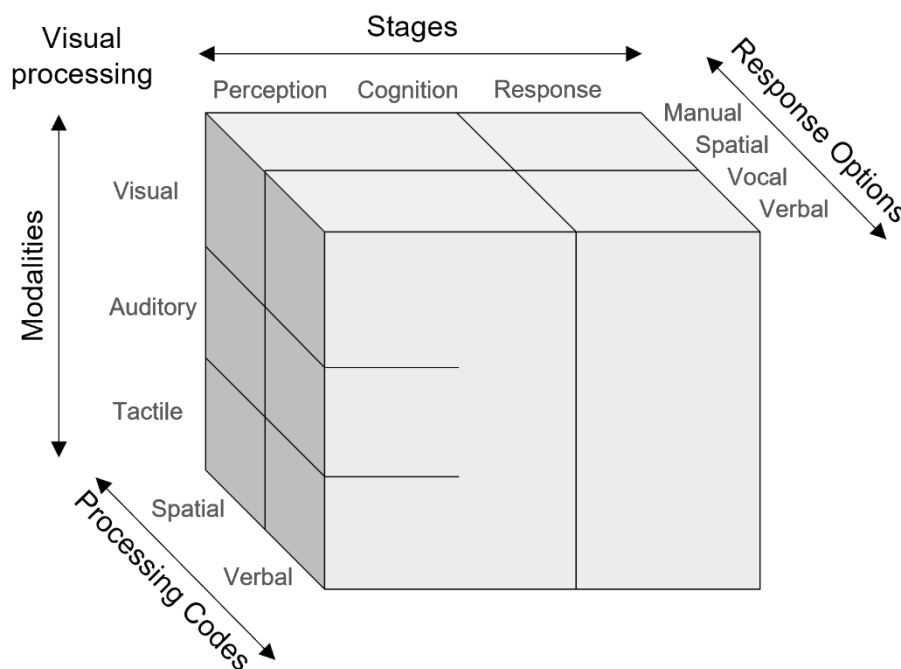 Visual
processing
Stages
Perception Cognition Response
Manual
Spatial
Vocal
Verbal
Response Options
Modalities
Visual
Auditory
Tactile
Spatial
Verbal
Processing Codes